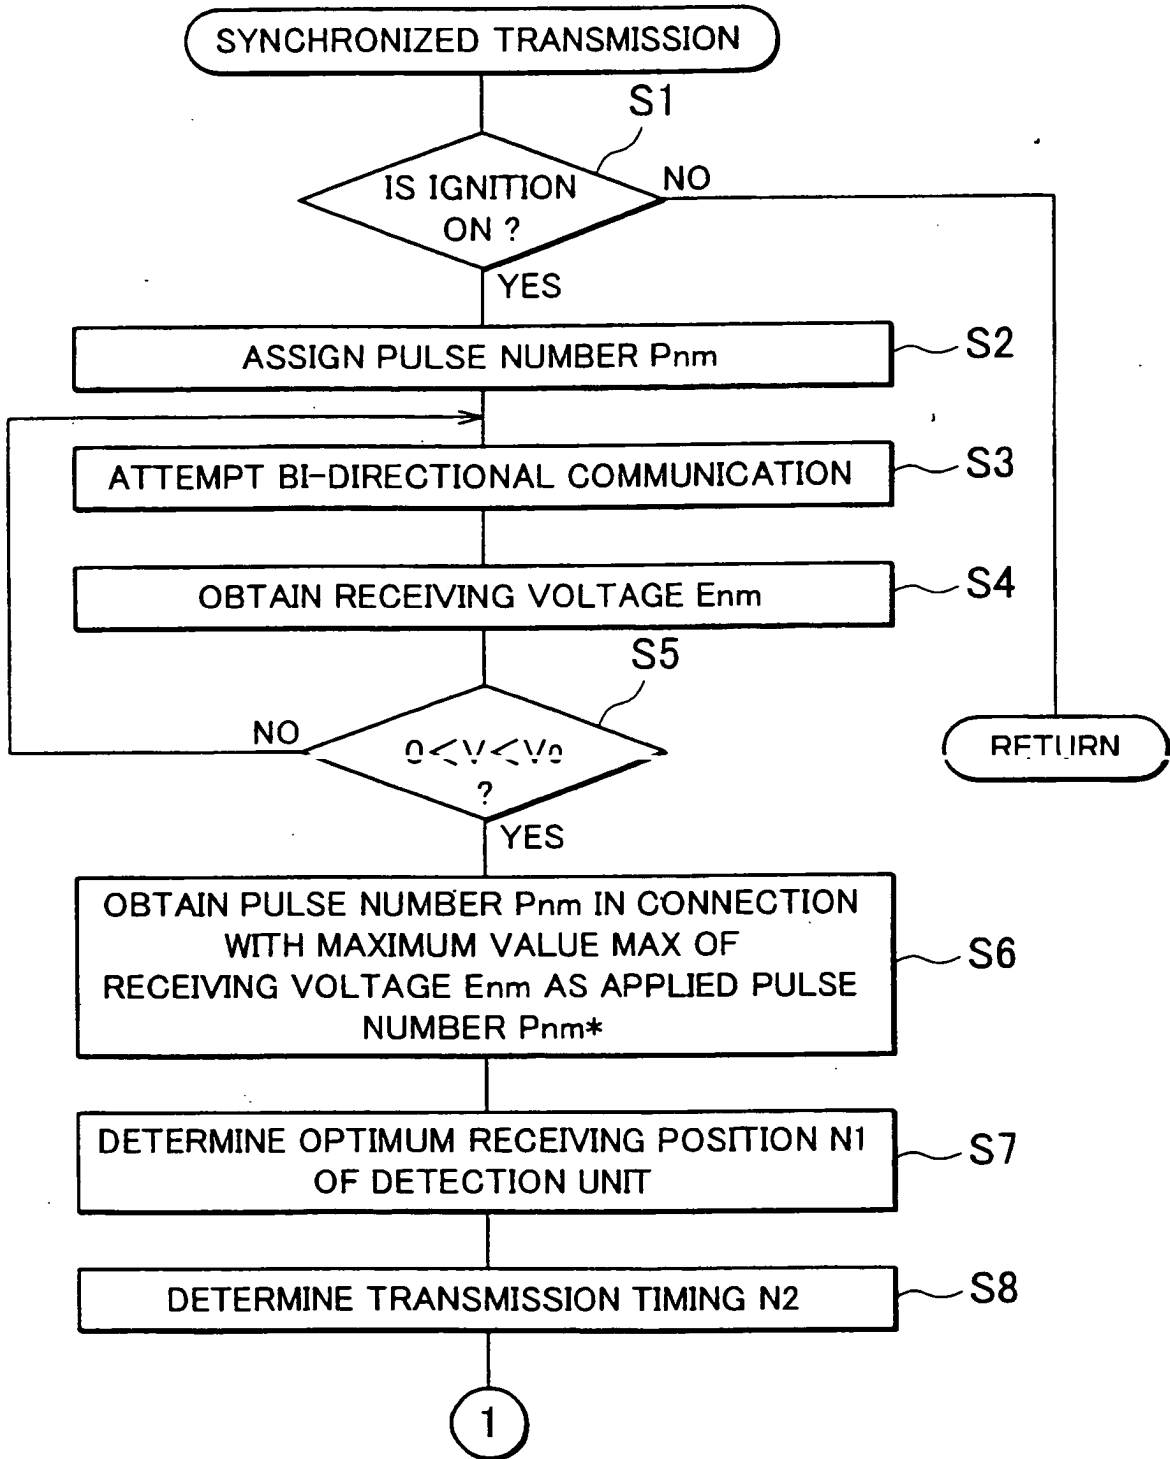 SYNCHRONIZED TRANSMISSION
S1
IS IGNITION
ON ?
NO
YES
ASSIGN PULSE NUMBER Pnm
S2
ATTEMPT BI-DIRECTIONAL COMMUNICATION
S3
OBTAIN RECEIVING VOLTAGE Enm
S4
S5
NO
0<V<V0
?
YES
RETURN
OBTAIN PULSE NUMBER Pnm IN CONNECTION
WITH MAXIMUM VALUE MAX OF
RECEIVING VOLTAGE Enm AS APPLIED PULSE
NUMBER Pnm*
S6
DETERMINE OPTIMUM RECEIVING POSITION N1
OF DETECTION UNIT
S7
DETERMINE TRANSMISSION TIMING N2
S8
1